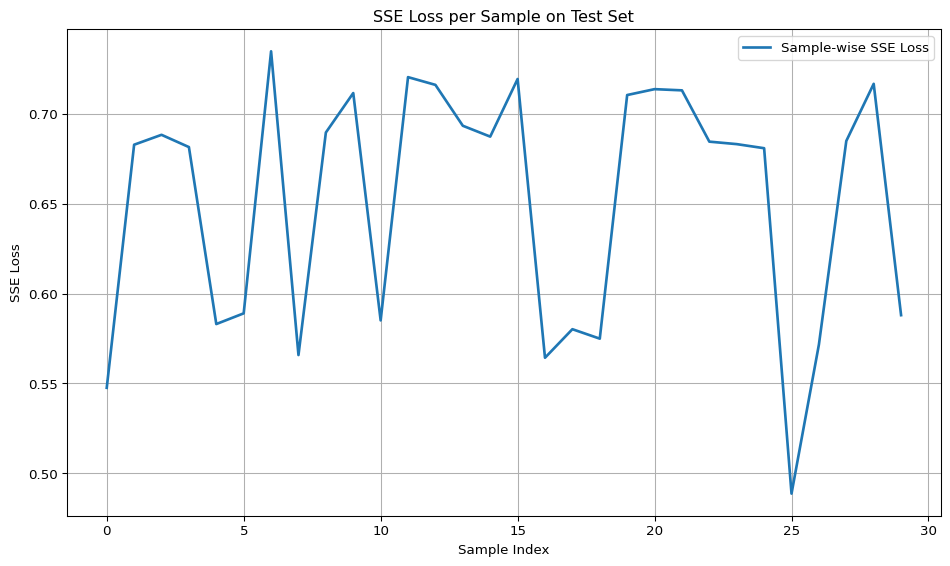 SSE Loss per Sample on Test Set
Sample-wise SSE Loss
SSE Loss
0.70
0.65
0.60
0.55
0.50
0 5 10 15 20 25 30
Sample Index